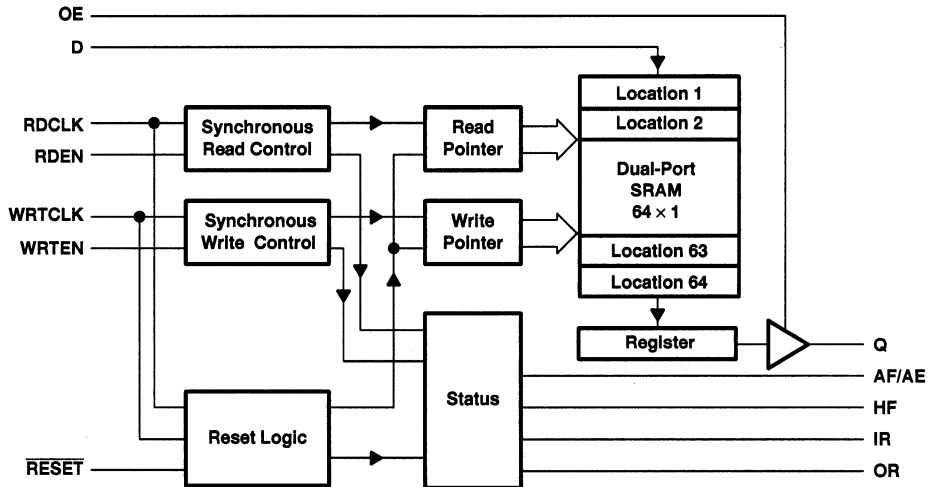 OE
D
RDCLK
RDEN
WRTCLK
WRTEN
RESET
Synchronous
Read Control
Synchronous
Write Control
Reset Logic
Read
Pointer
Write
Pointer
Status
Location 1
Location 2
Dual-Port
SRAM
64 × 1
Location 63
Location 64
Register
Q
AF/AE
HF
IR
OR